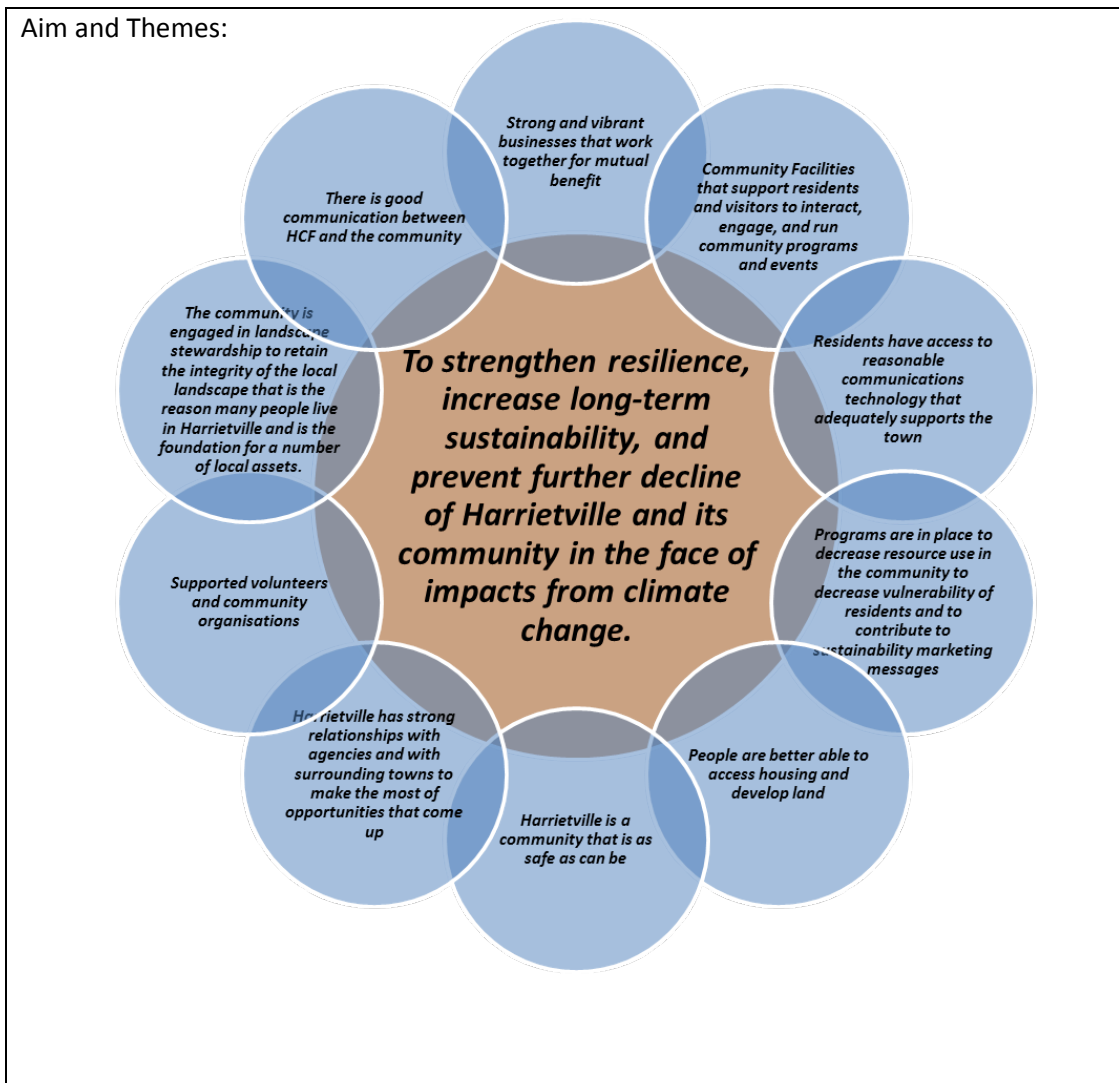 Aim and Themes:
Strong and vibrant
businesses that work
together for mutual
benefit
Community Facilities
that support residents
and visitors to interact,
engage, and run
community programs
and events
Residents have access to
reasonable
communications
technology that
adequately supports the
town
Programs are in place to
decrease resource use in
the community to
decrease vulnerability of
residents and to
contribute to
sustainability marketing
messages
People are better able to
access housing and
develop land
Harrietville is a
community that is as
safe as can be
Harrietville has strong
relationships with
agencies and with
surrounding towns to
make the most of
opportunities that come
up
Supported volunteers
and community
organisations
The community is
engaged in landscape
stewardship to retain
the integrity of the local
landscape that is the
reason many people live
in Harrietville and is the
foundation for a number
of local assets.
There is good
communication between
HCF and the community
To strengthen resilience,
increase long-term
sustainability, and
prevent further decline
of Harrietville and its
community in the face of
impacts from climate
change.